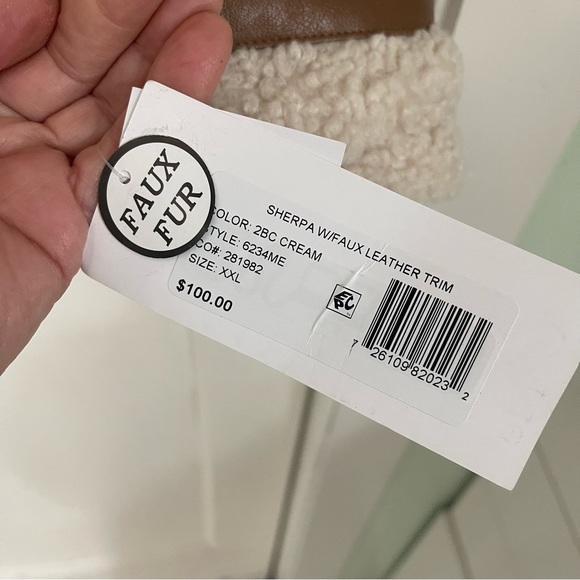 FAUX
FUR
SHERPA W/FAUX LEATHER TRIM
COLOR: 2BC CREAM
STYLE: 6234ME
CO#: 281982
SIZE: XXL
$100.00
7 26109 82023 2